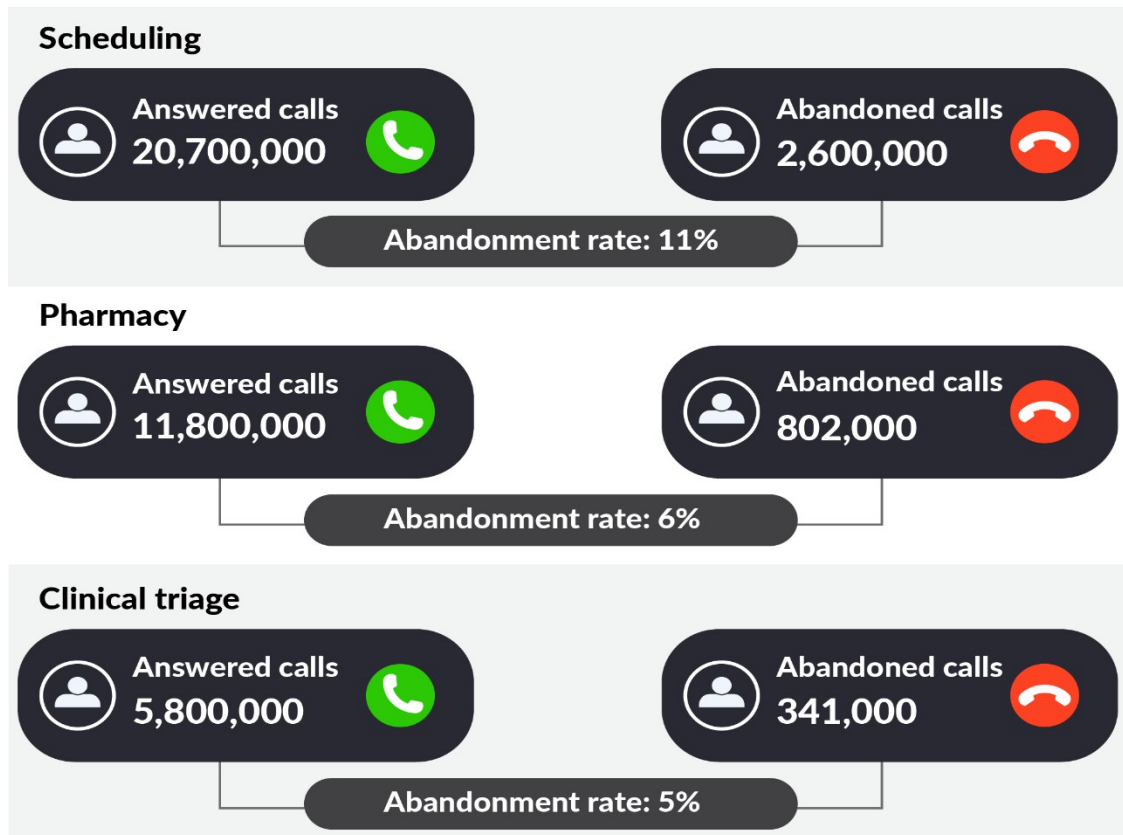 Scheduling
Answered calls
20,700,000
Abandoned calls
2,600,000
Abandonment rate: 11%
Pharmacy
Answered calls
11,800,000
Abandoned calls
802,000
Abandonment rate: 6%
Clinical triage
Answered calls
5,800,000
Abandoned calls
341,000
Abandonment rate: 5%